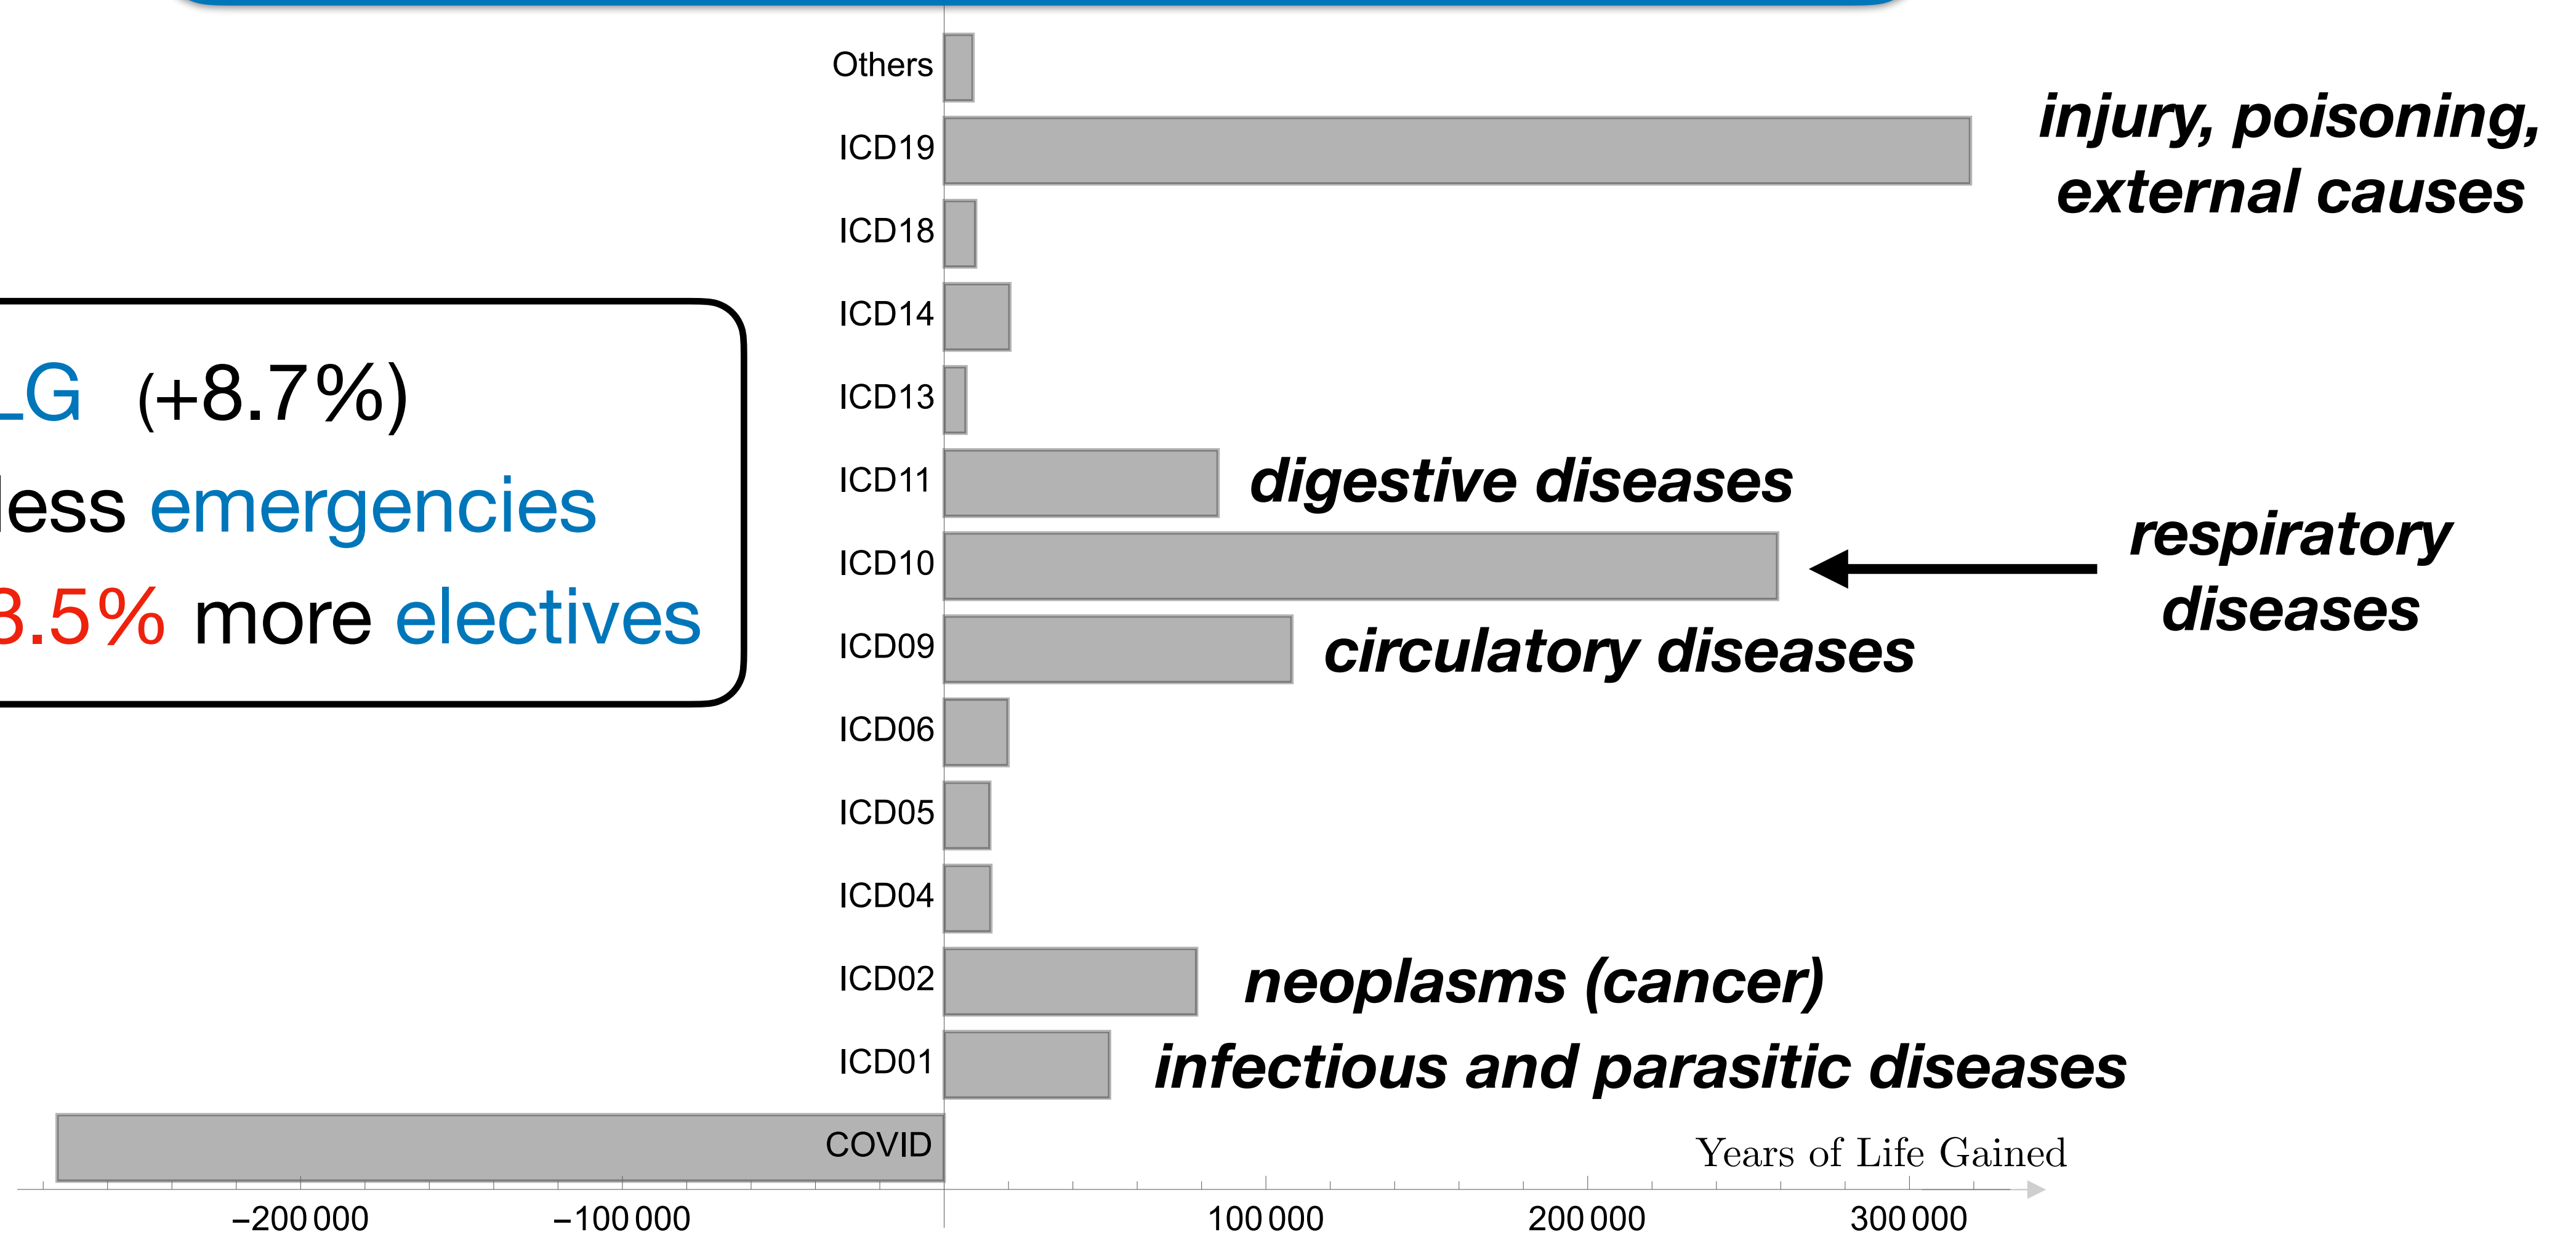 Others
ICD19
injury, poisoning,
external causes
ICD18
ICD14
(+8.7%)
ICD13
less emergencies
ICD11 digestive diseases
ICD10
respiratory
diseases
more electives
ICD09 circulatory diseases
ICD06
ICD05
ICD04
ICD02 neoplasms (cancer)
ICD01 infectious and parasitic diseases
COVID
Years of Life Gained
−200 000 −100 000 100 000 200 000 300 000